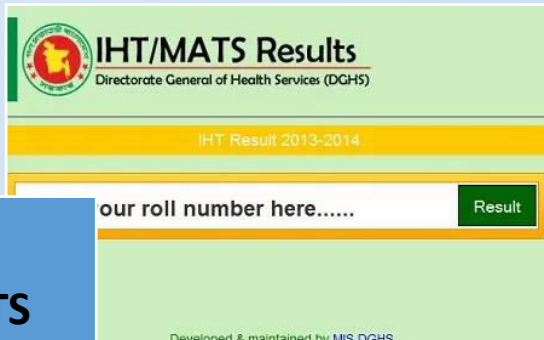 IHT/MATS Results
Directorate General of Health Services (DGHS)
IHT Result 2013-2014.
our roll number here......
Result
TS
Developed & maintained by MIS DGHS